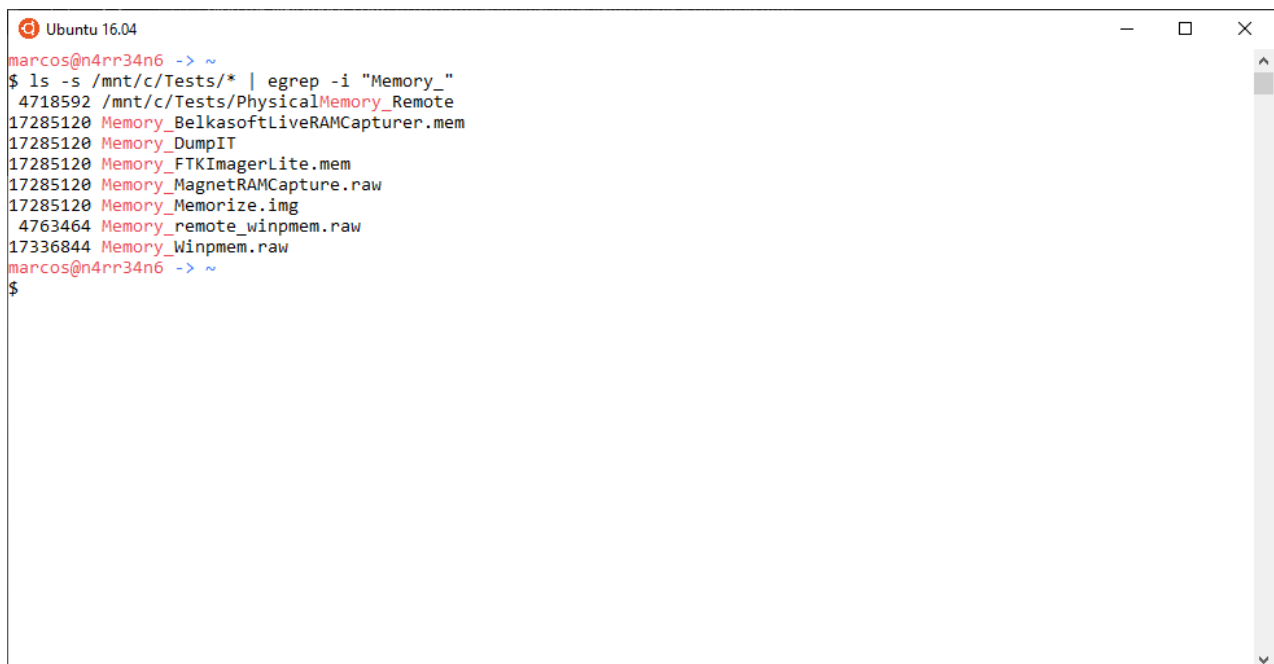 Ubuntu 16.04
marcos@n4rr34n6 -> ~
$ ls -s /mnt/c/Tests/* | egrep -i "Memory_"
 4718592 /mnt/c/Tests/PhysicalMemory_Remote
17285120 Memory_BelkasoftLiveRAMCapturer.mem
17285120 Memory_DumpIT
17285120 Memory_FTKImagerLite.mem
17285120 Memory_MagnetRAMCapture.raw
17285120 Memory_Memorize.img
 4763464 Memory_remote_winpmem.raw
17336844 Memory_Winpmem.raw
marcos@n4rr34n6 -> ~
$